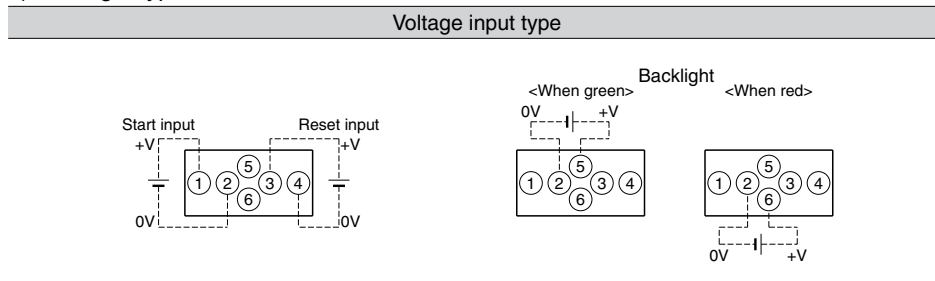 Voltage input type
Backlight
<When green>
<When red>
0V
+V
Start input
Reset input
+V
+V
5
1
2
3
4
6
0V
0V
5
1
2
3
4
6
5
1
2
3
4
6
0V
+V